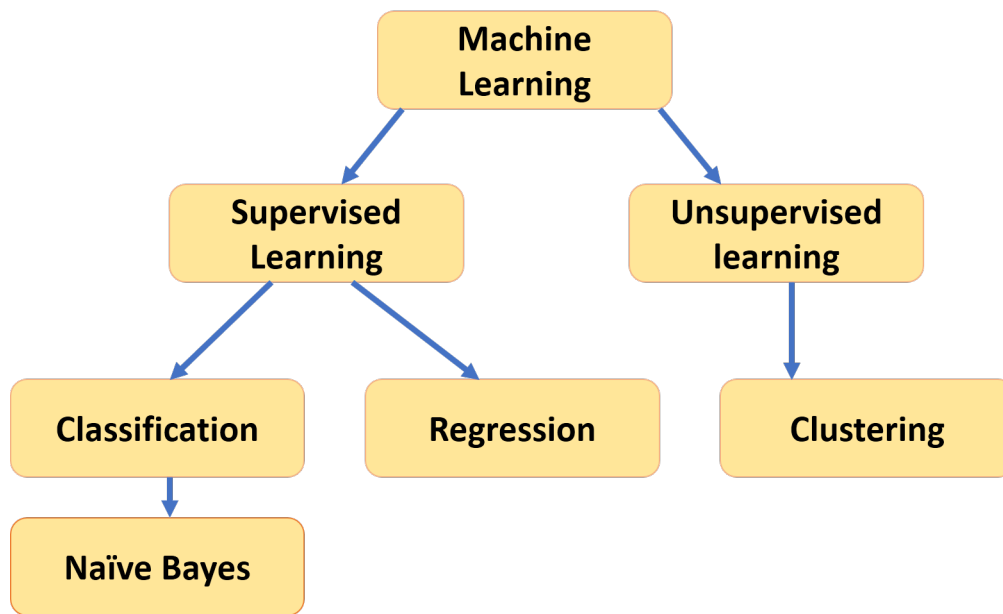 Machine
Learning
Supervised
Learning
Unsupervised
learning
Classification
Regression
Clustering
Naïve Bayes